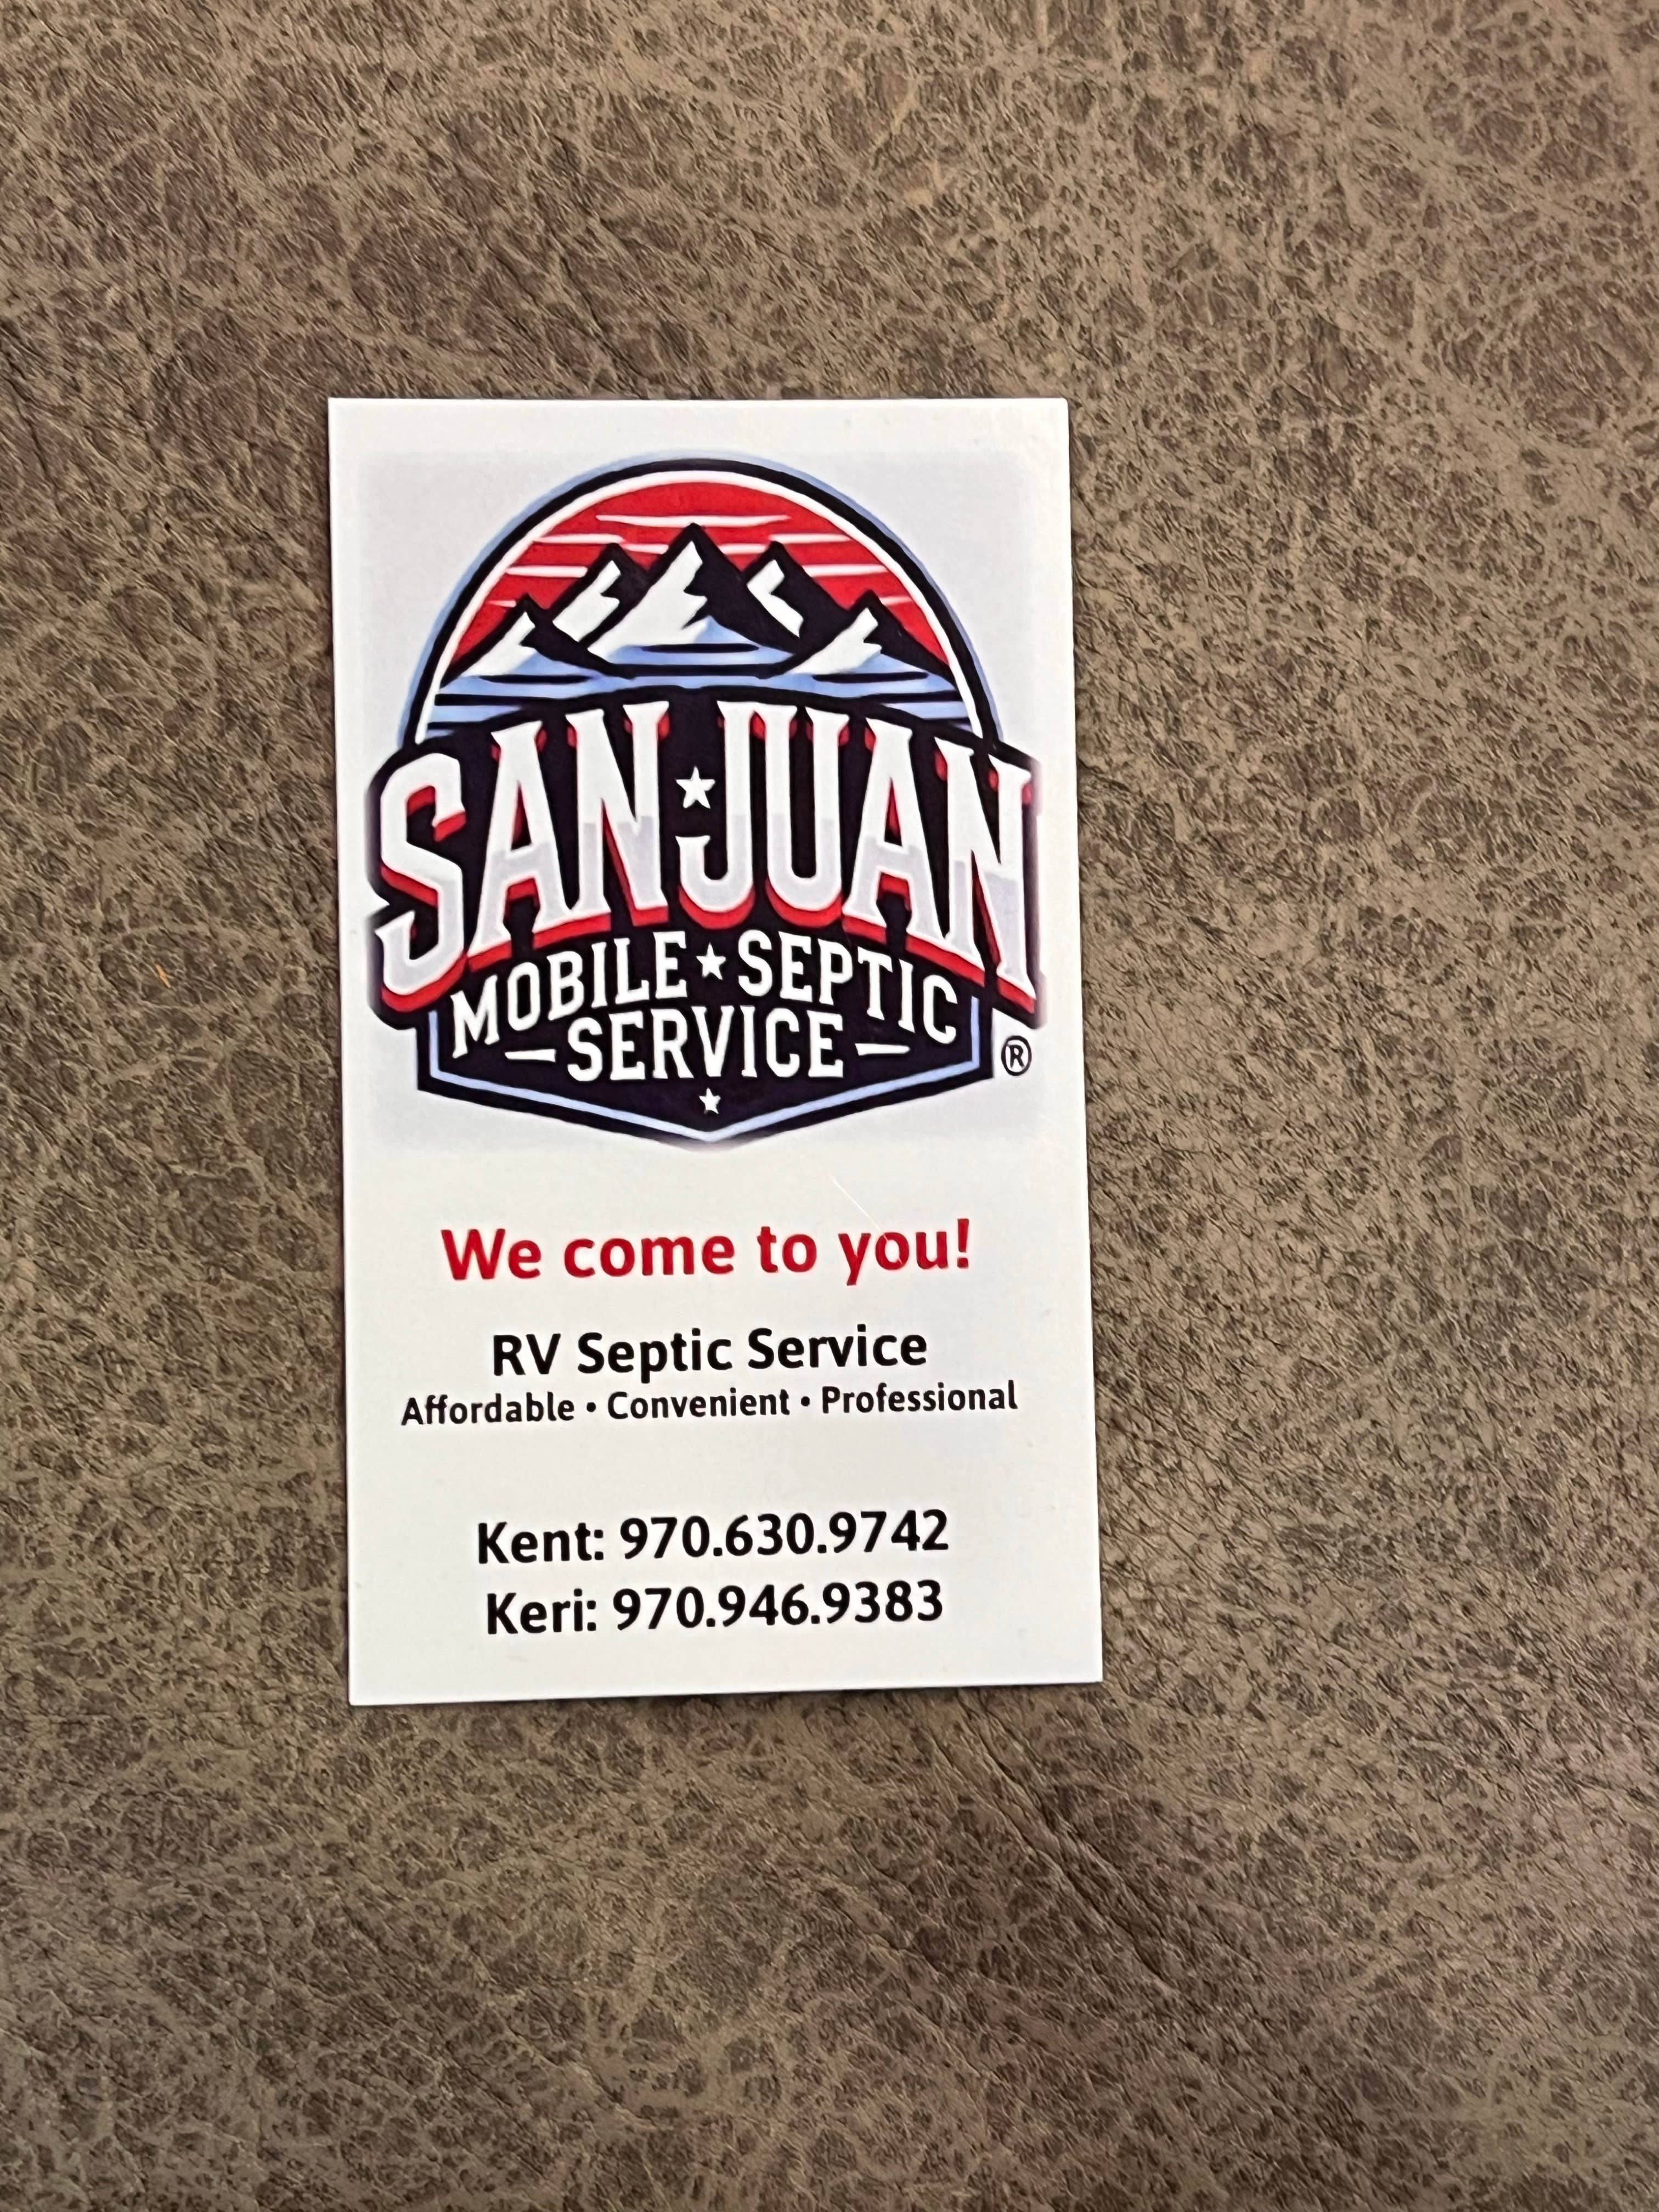 SAN JUAN
MOBILE SEPTIC
SERVICE
®
We come to you!
RV Septic Service
Affordable • Convenient • Professional
Kent: 970.630.9742
Keri: 970.946.9383